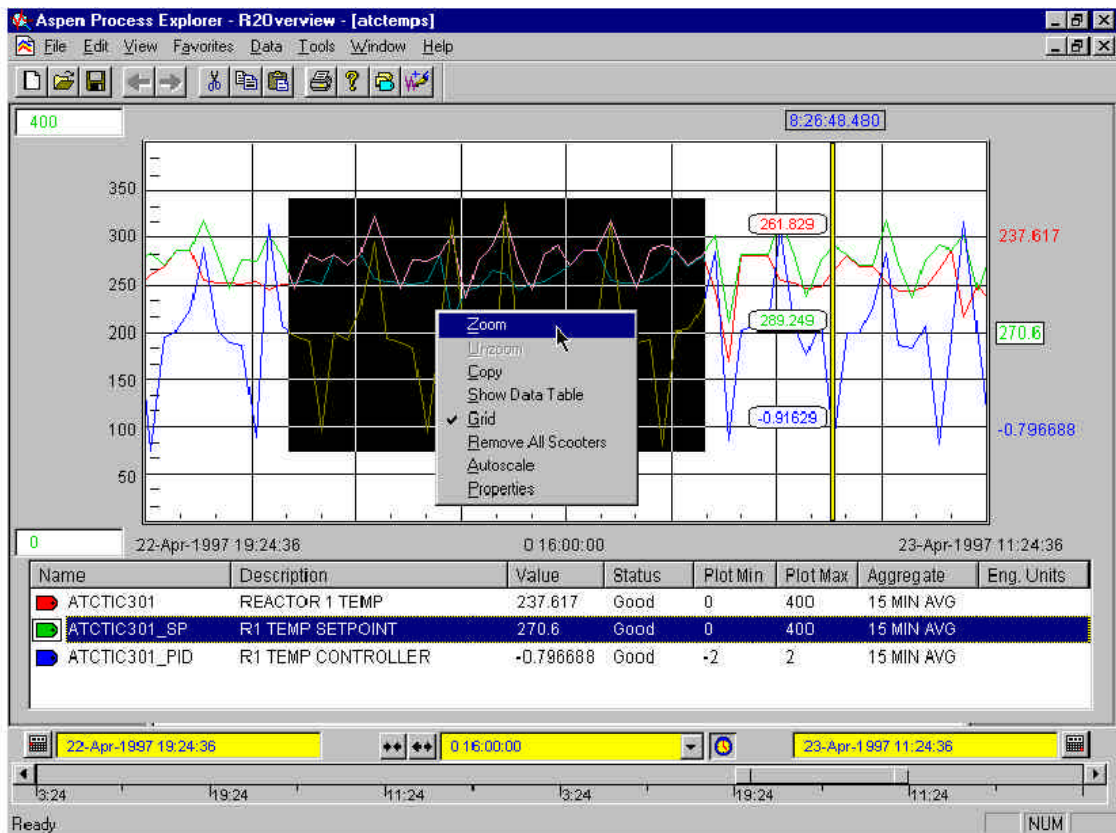 Aspen Process Explorer - R2Overview - [atctemps]
File Edit View Favorites Data Tools Window Help
400
8:26:48.480
350
300
250
200
150
100
50
261.829
289.249
-0.91629
237.617
270.6
-0.796688
Zoom
Unzoom
Copy
Show Data Table
Grid
Remove All Scooters
Autoscale
Properties
0
22-Apr-1997 19:24:36 0 16:00:00 23-Apr-1997 11:24:36
Name Description Value Status Plot Min Plot Max Aggregate Eng. Units
ATCTIC301 REACTOR 1 TEMP 237.617 Good 0 400 15 MIN AVG
ATCTIC301_SP R1 TEMP SETPOINT 270.6 Good 0 400 15 MIN AVG
ATCTIC301_PID R1 TEMP CONTROLLER -0.796688 Good -2 2 15 MIN AVG
22-Apr-1997 19:24:36 0 16:00:00 23-Apr-1997 11:24:36
3:24 19:24 11:24 3:24 19:24 11:24
Ready NUM